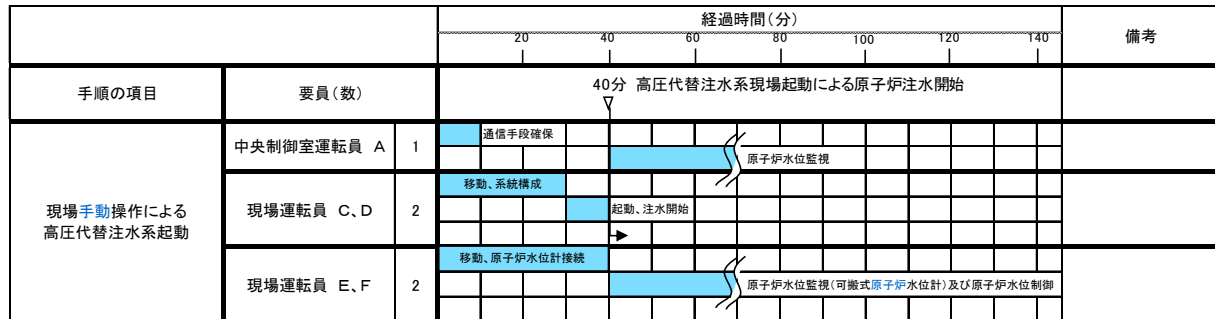 経過時間(分)
備考
20 40 60 80 100 120 140
手順の項目
要員(数)
40分 高圧代替注水系現場起動による原子炉注水開始
現場手動操作による
高圧代替注水系起動
中央制御室運転員 A
1
通信手段確保
原子炉水位監視
現場運転員 C、D
2
移動、系統構成
起動、注水開始
現場運転員 E、F
2
移動、原子炉水位計接続
原子炉水位監視(可搬式原子炉水位計)及び原子炉水位制御